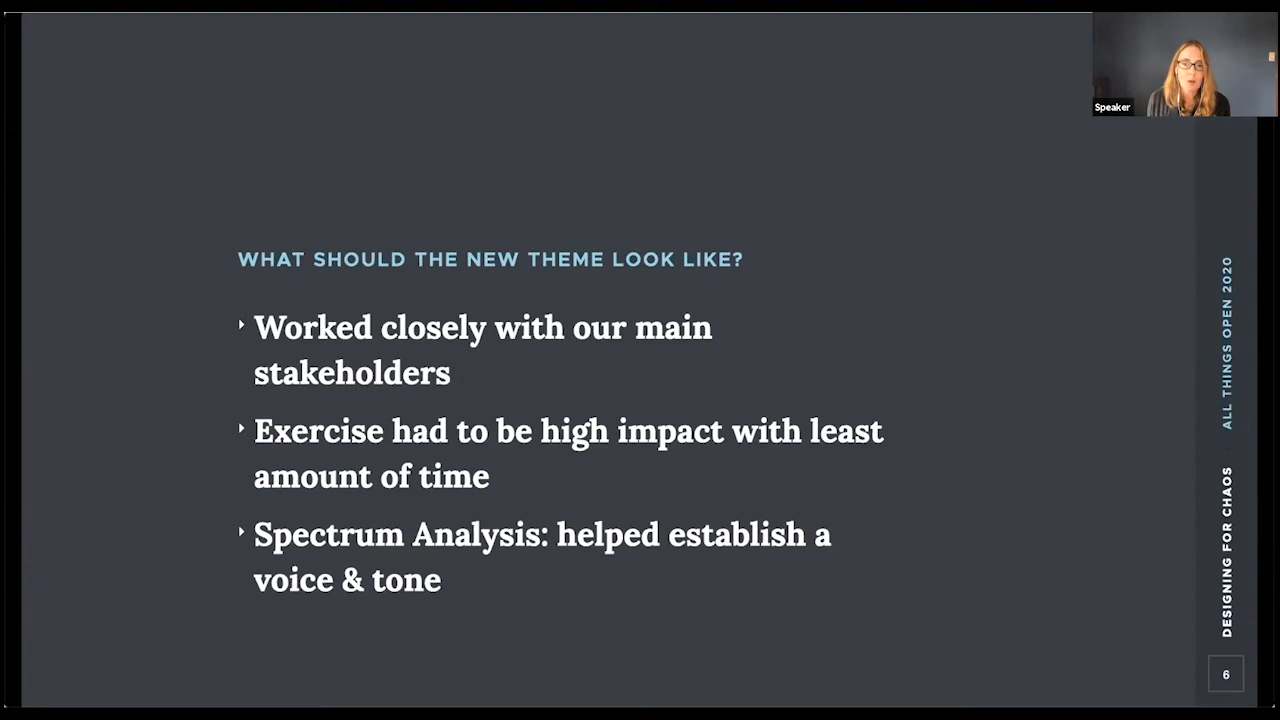 Speaker
WHAT SHOULD THE NEW THEME LOOK LIKE?
Worked closely with our main
stakeholders
Exercise had to be high impact with least
amount of time
Spectrum Analysis: helped establish a
voice & tone
DESIGNING FOR CHAOS
ALL THINGS OPEN 2020
6